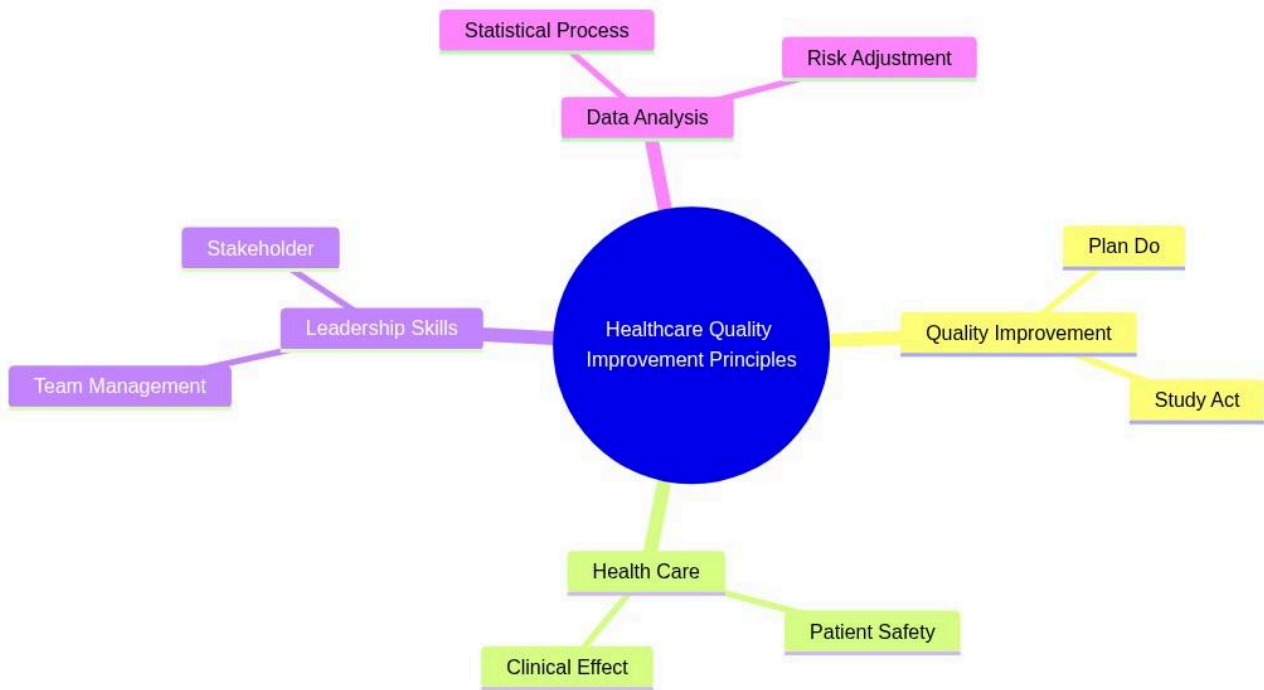 Statistical Process
Risk Adjustment
Data Analysis
Stakeholder
Plan Do
Leadership Skills
Healthcare Quality
Improvement Principles
Quality Improvement
Team Management
Study Act
Health Care
Patient Safety
Clinical Effect